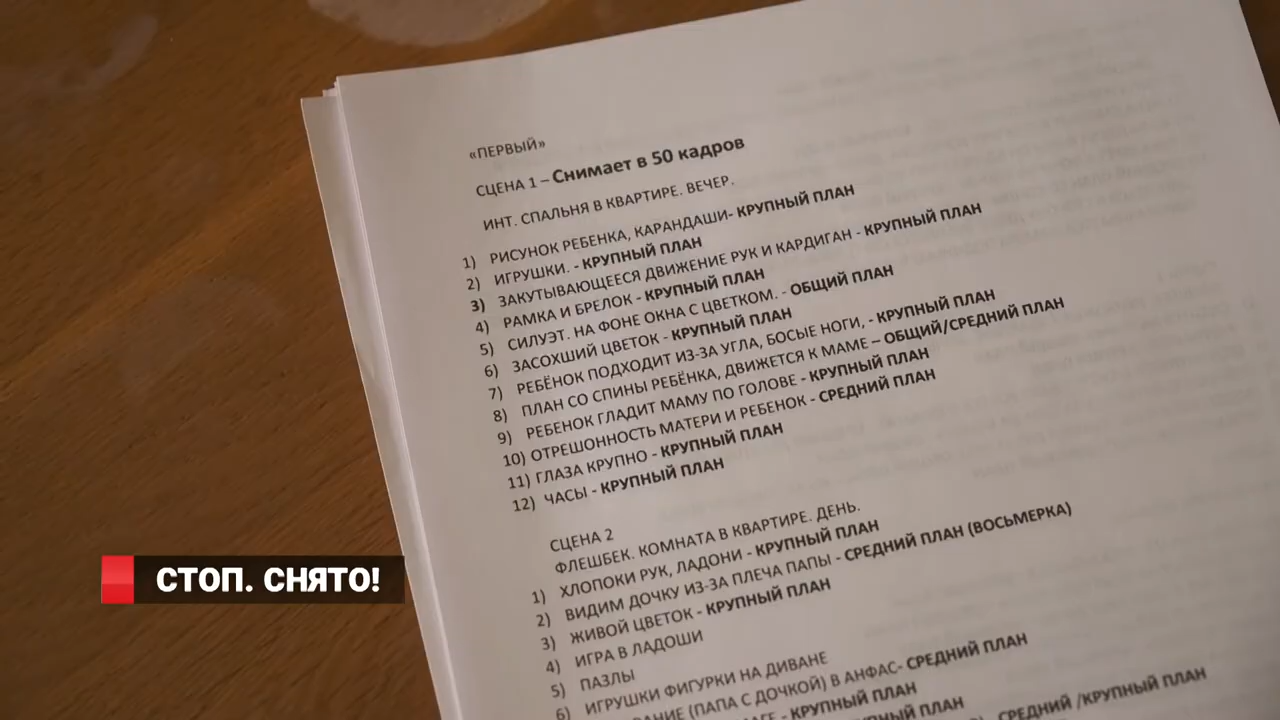 «ПЕРВЫЙ»
СЦЕНА 1 – Снимает в 50 кадров
ИНТ. СПАЛЬНЯ В КВАРТИРЕ. ВЕЧЕР.
1) РИСУНОК РЕБЕНКА, КАРАНДАШИ- КРУПНЫЙ ПЛАН
2) ИГРУШКИ. - КРУПНЫЙ ПЛАН
3) ЗАКУТЫВАЮЩЕЕСЯ ДВИЖЕНИЕ РУК И КАРДИГАН - КРУПНЫЙ ПЛАН
4) РАМКА И БРЕЛОК - КРУПНЫЙ ПЛАН
5) СИЛУЭТ. НА ФОНЕ ОКНА С ЦВЕТКОМ. - ОБЩИЙ ПЛАН
6) ЗАСОХШИЙ ЦВЕТОК - КРУПНЫЙ ПЛАН
7) РЕБЁНОК ПОДХОДИТ ИЗ-ЗА УГЛА, БОСЫЕ НОГИ, - КРУПНЫЙ ПЛАН
8) ПЛАН СО СПИНЫ РЕБЁНКА, ДВИЖЕТСЯ К МАМЕ – ОБЩИЙ/СРЕДНИЙ ПЛАН
9) РЕБЕНОК ГЛАДИТ МАМУ ПО ГОЛОВЕ - КРУПНЫЙ ПЛАН
10) ОТРЕШОННОСТЬ МАТЕРИ И РЕБЕНОК - СРЕДНИЙ ПЛАН
11) ГЛАЗА КРУПНО - КРУПНЫЙ ПЛАН
12) ЧАСЫ - КРУПНЫЙ ПЛАН
СЦЕНА 2
ФЛЕШБЕК. КОМНАТА В КВАРТИРЕ. ДЕНЬ.
1) ХЛОПОКИ РУК, ЛАДОНИ - КРУПНЫЙ ПЛАН
2) ВИДИМ ДОЧКУ ИЗ-ЗА ПЛЕЧА ПАПЫ - СРЕДНИЙ ПЛАН (ВОСЬМЕРКА)
3) ЖИВОЙ ЦВЕТОК - КРУПНЫЙ ПЛАН
4) ИГРА В ЛАДОШИ
5) ПАЗЛЫ
6) ИГРУШКИ ФИГУРКИ НА ДИВАНЕ
(ПАПА С ДОЧКОЙ) В АНФАС- СРЕДНИЙ ПЛАН
- КРУПНЫЙ ПЛАН
ПЛАН
СРЕДНИЙ /КРУПНЫЙ ПЛАН
СТОП. СНЯТО!